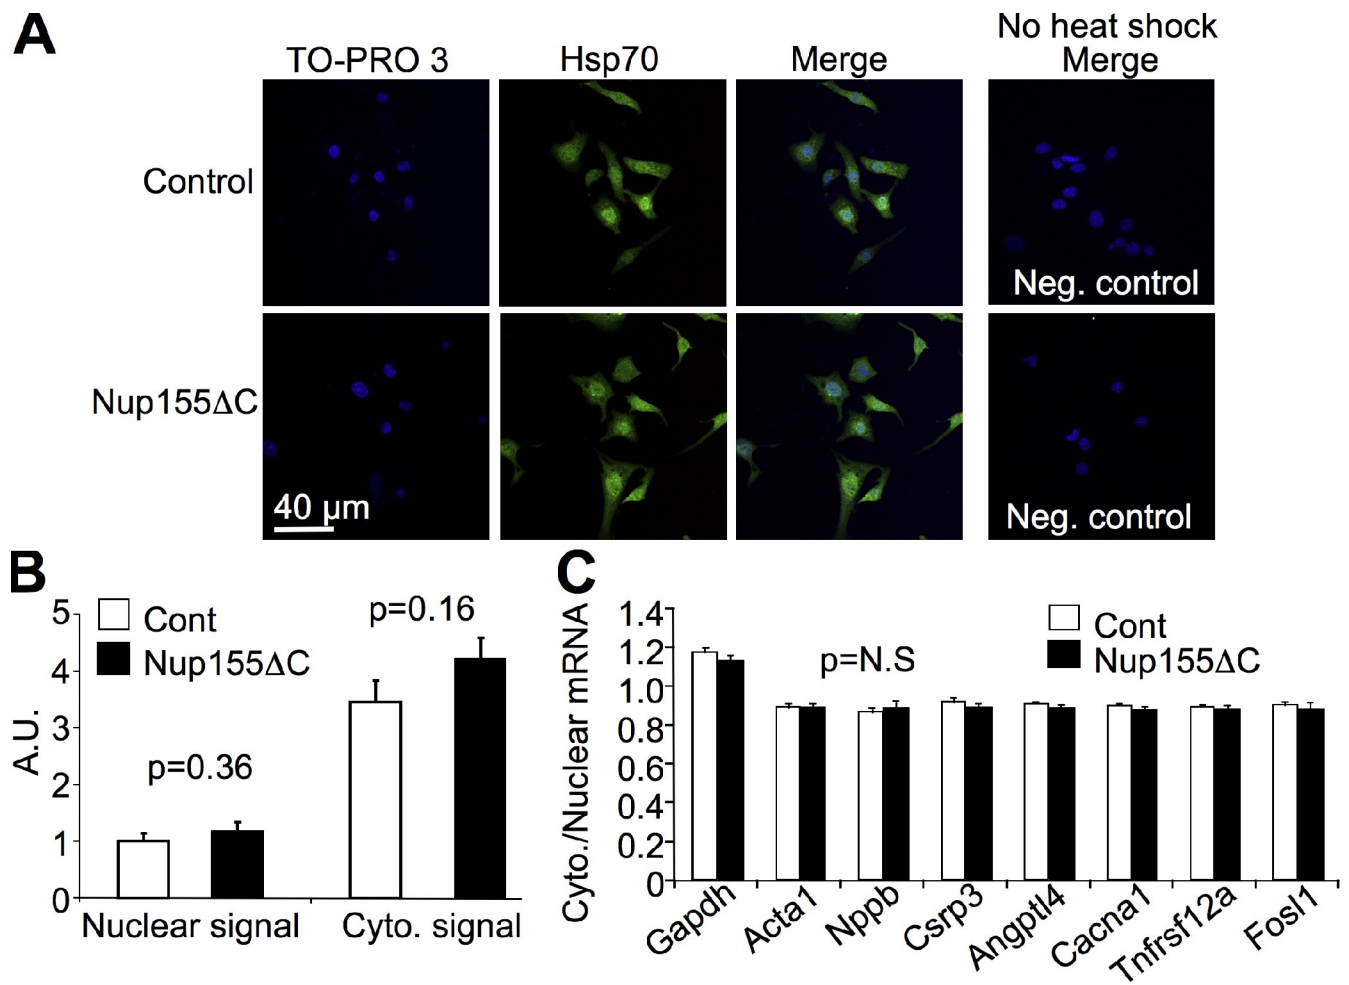 A
TO-PRO 3
Hsp70
Merge
No heat shock
Merge
Control
Neg. control
Nup155ΔC
40 µm
Neg. control
B
A.U.
5
4
3
2
1
0
Cont
Nup155ΔC
p=0.16
p=0.36
Nuclear signal
Cyto. signal
C
Cyto./Nuclear mRNA
1.4
1.2
1.0
0.8
0.6
0.4
0.2
0
p=N.S
Cont
Nup155ΔC
Gapdh
Acta1
Nppb
Csrp3
Angptl4
Cacna1
Tnfrsf12a
Fosl1